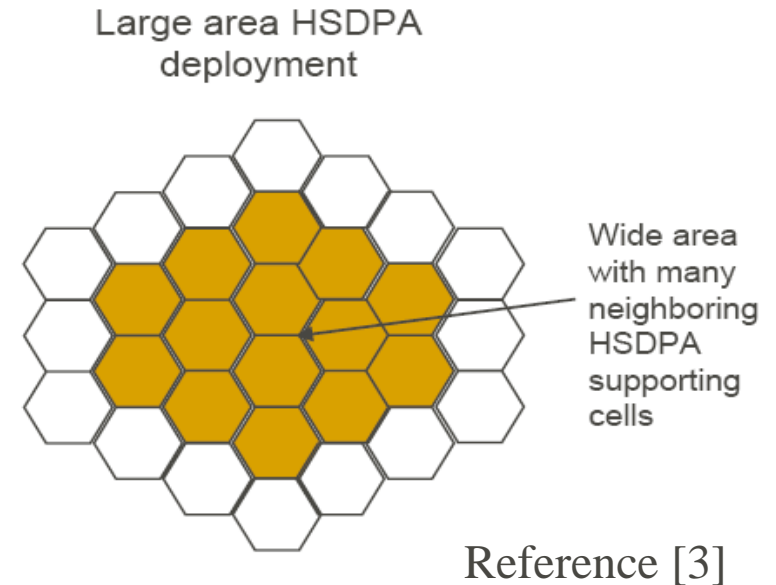 Large area HSDPA
deployment
Wide area
with many
neighboring
HSDPA
supporting
cells
Reference [3]